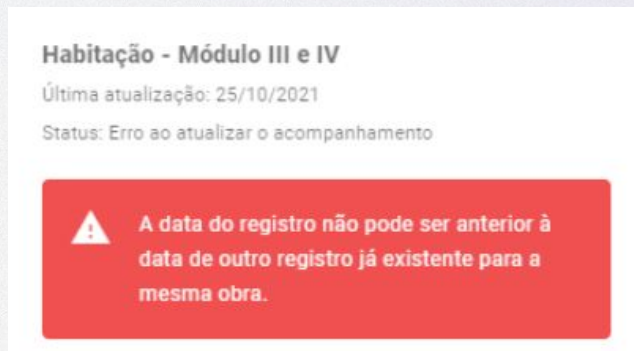 Habitação - Módulo III e IV
Última atualização: 25/10/2021
Status: Erro ao atualizar o acompanhamento
A data do registro não pode ser anterior à
data de outro registro já existente para a
mesma obra.